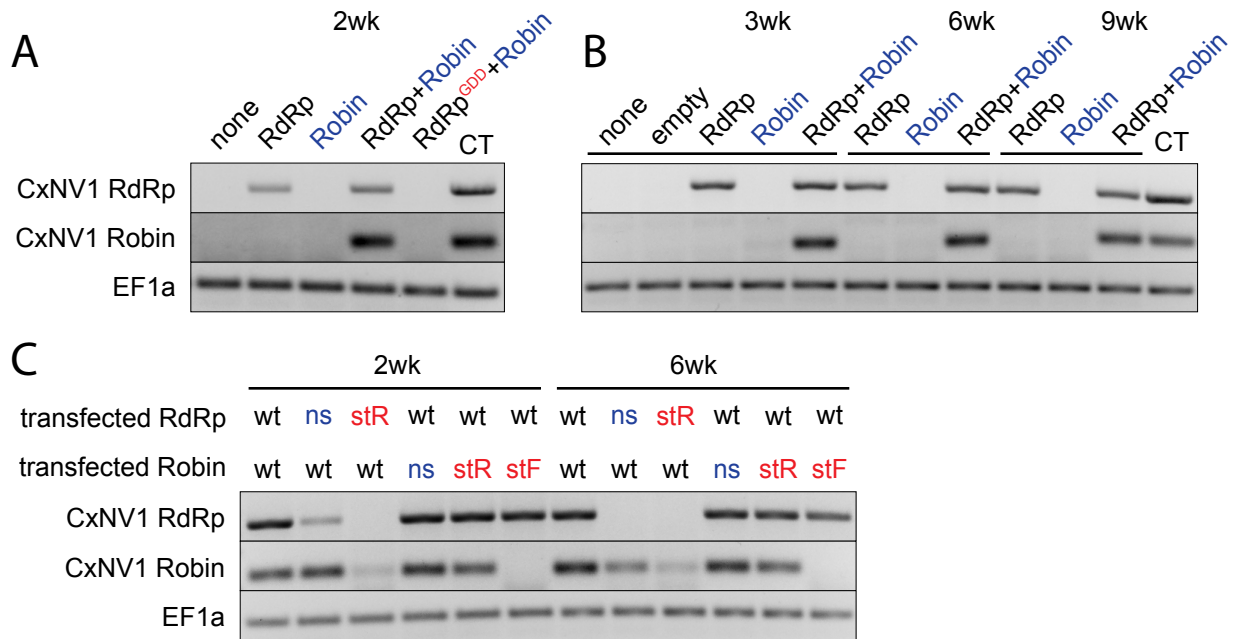 A
2wk
none
RdRp
Robin
RdRp+Robin
RdRpGDD+Robin
CT
CxNV1 RdRp
CxNV1 Robin
EF1a
B
3wk 6wk 9wk
none
empty
RdRp
Robin
RdRp+Robin
RdRp
Robin
RdRp+Robin
RdRp
Robin
RdRp+Robin
CT
C
2wk 6wk
transfected RdRp wt ns stR wt wt wt wt ns stR wt wt wt
transfected Robin wt wt wt ns stR stF wt wt wt ns stR stF
CxNV1 RdRp
CxNV1 Robin
EF1a